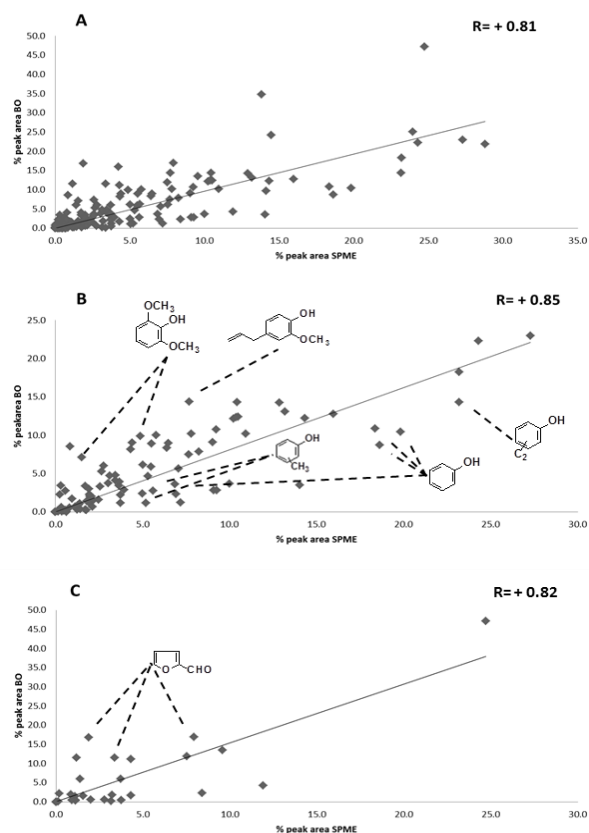 A
R= + 0.81
% peak area BO
50.0
45.0
40.0
35.0
30.0
25.0
20.0
15.0
10.0
5.0
0.0
0.0 5.0 10.0 15.0 20.0 25.0 30.0 35.0
% peak area SPME
B
R= + 0.85
% peakarea BO
25.0
20.0
15.0
10.0
5.0
0.0
OCH3
OH
OCH3
OH
OCH3
OH
CH3
OH
OH
C2
0.0 5.0 10.0 15.0 20.0 25.0 30.0
% peak area SPME
C
R= + 0.82
% peak area BO
50.0
45.0
40.0
35.0
30.0
25.0
20.0
15.0
10.0
5.0
0.0
O CHO
0.0 5.0 10.0 15.0 20.0 25.0 30.0
% peak area SPME